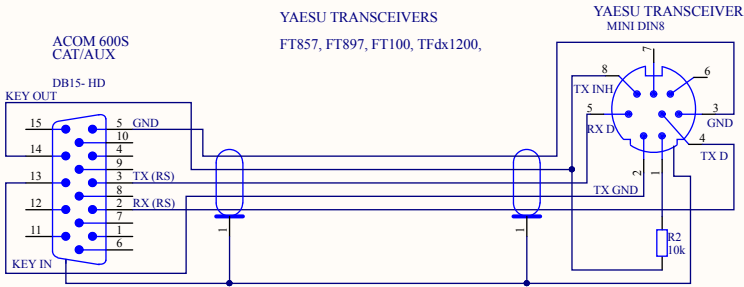 YAESU TRANSCEIVERS
FT857, FT897, FT100, TFdx1200,
YAESU TRANSCEIVER
MINI DIN8
ACOM 600S
CAT/AUX
DB15- HD
KEY OUT
15
14
13
12
11
5 GND
10
4
9
3 TX (RS)
8
2 RX (RS)
7
1
6
KEY IN
1
1
7
8
6
TX INH
5
RX D
3
GND
4
TX D
TX GND
2
1
R2
10k